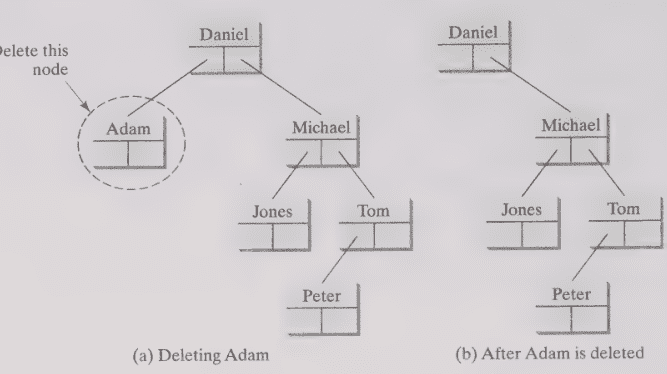 Daniel
Delete this
node
Adam
Michael
Jones
Tom
Peter
(a) Deleting Adam
Daniel
Michael
Jones
Tom
Peter
(b) After Adam is deleted